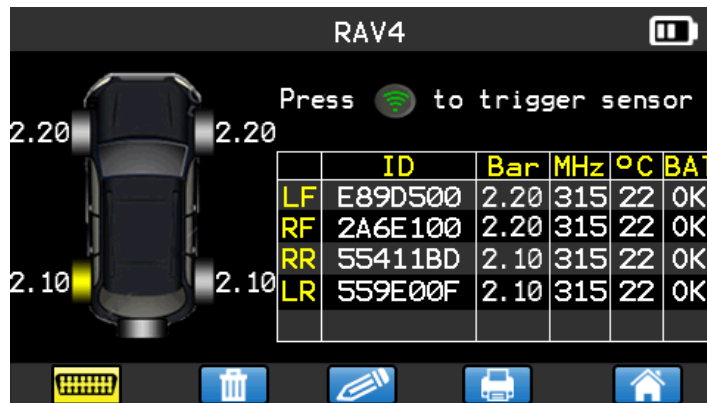 RAV4
Press to trigger sensor
2.20 2.20
ID Bar MHz ºC BAT
LF E89D500 2.20 315 22 OK
RF 2A6E100 2.20 315 22 OK
RR 55411BD 2.10 315 22 OK
2.10 2.10
LR 559E00F 2.10 315 22 OK